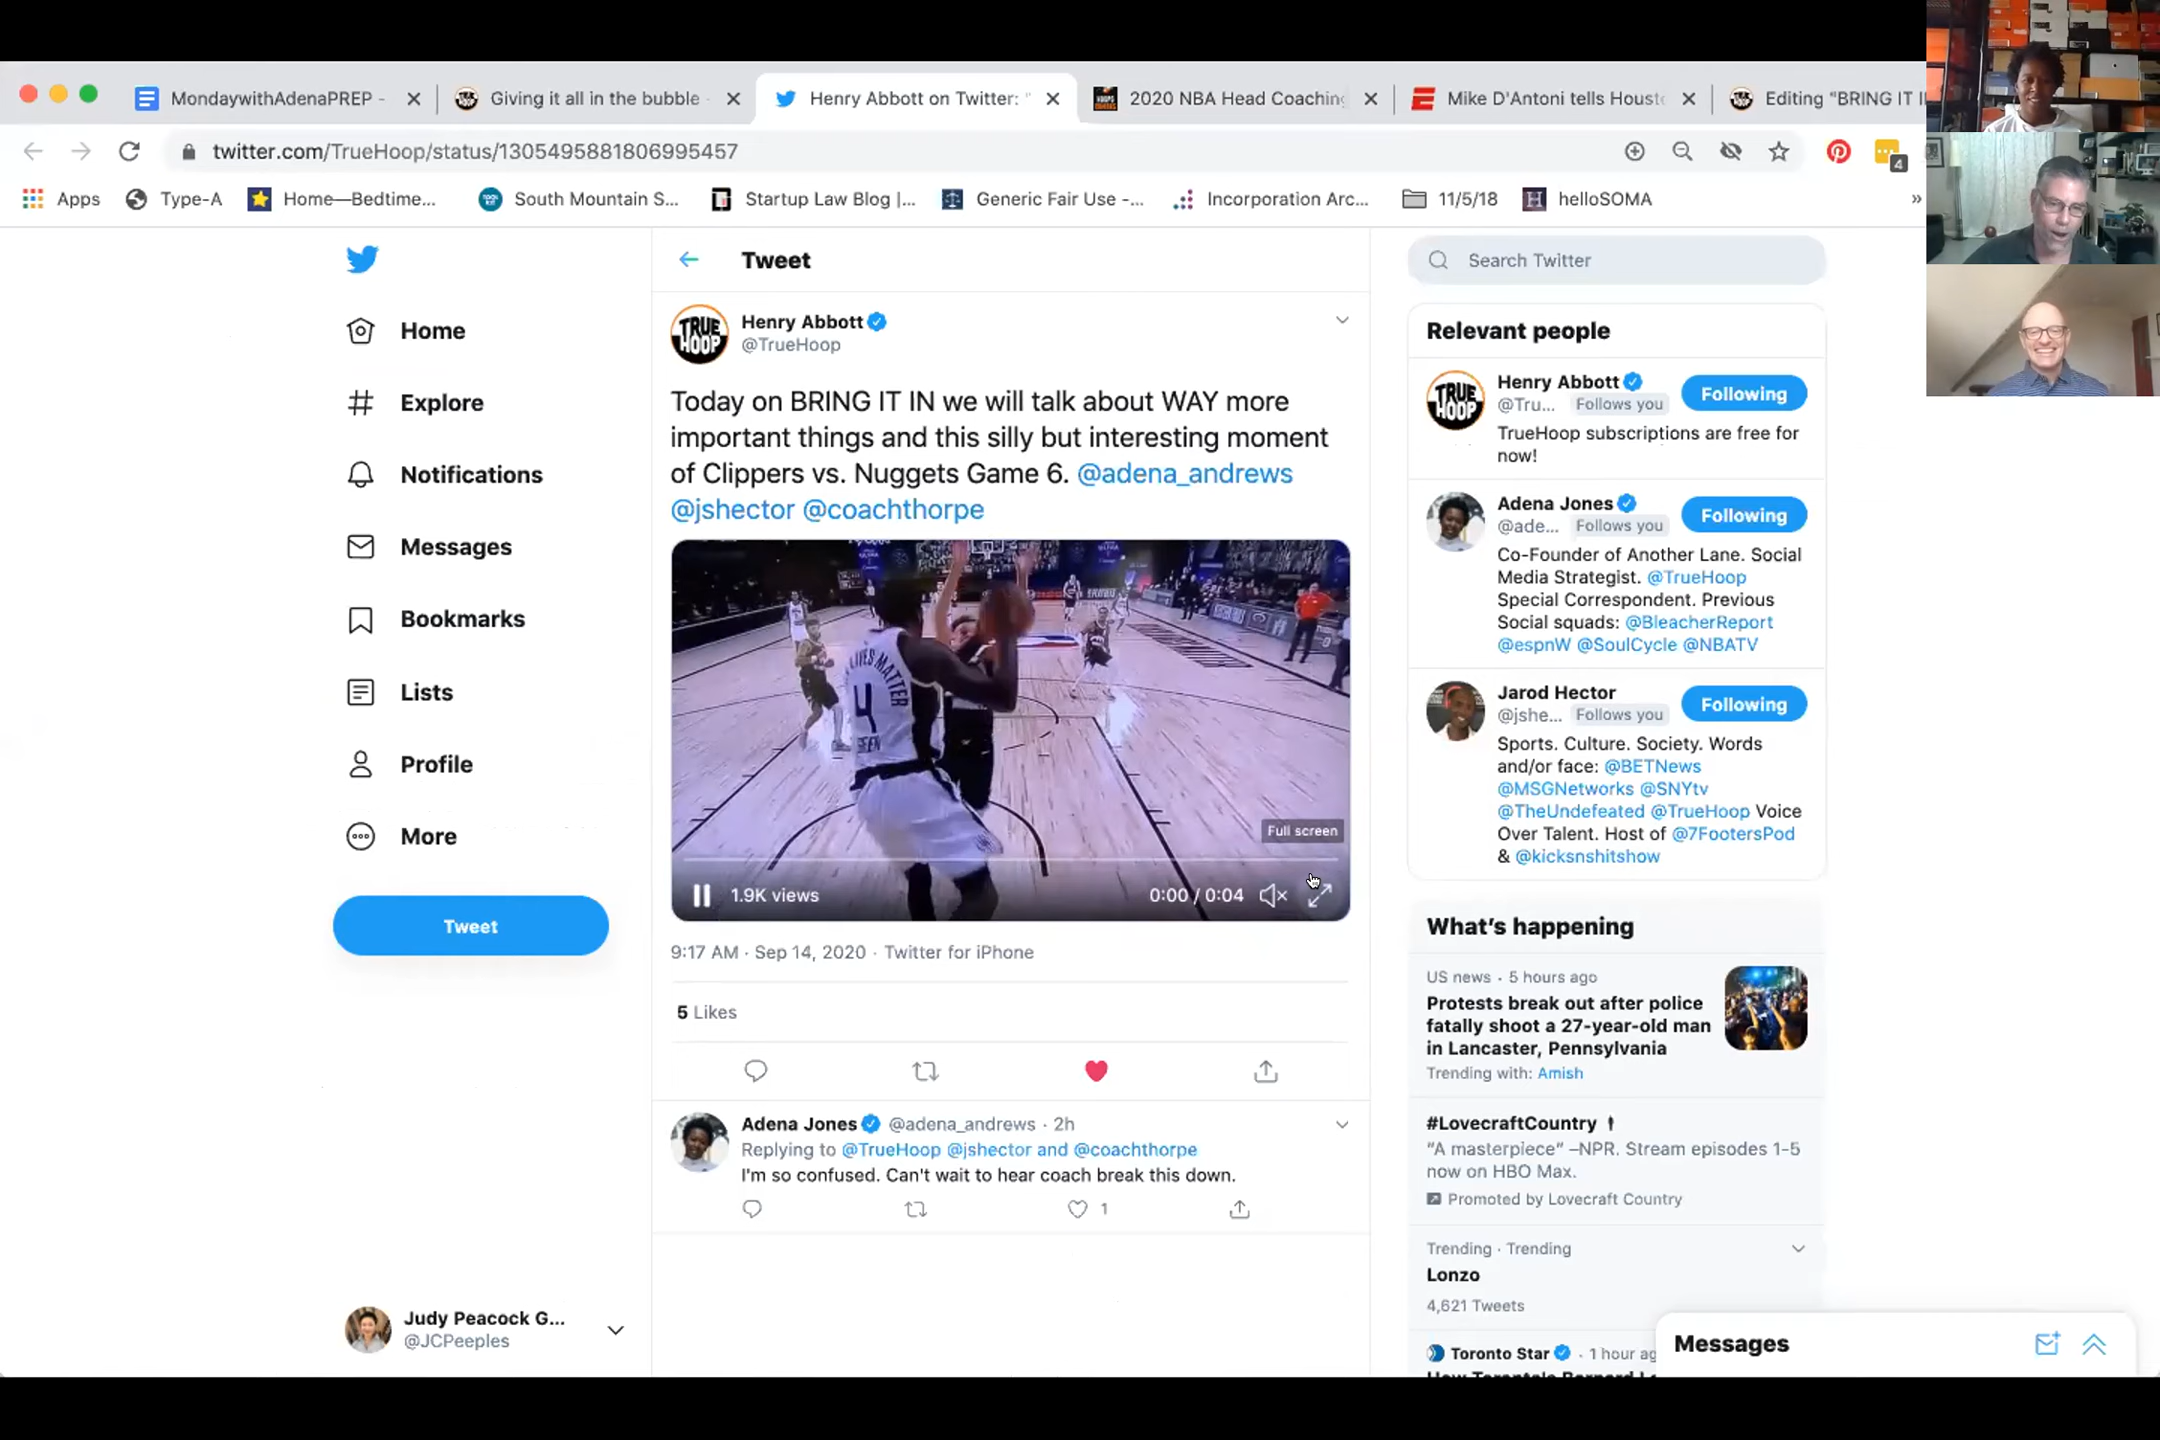 MondaywithAdenaPREP -
Giving it all in the bubble
Henry Abbott on Twitter: "
2020 NBA Head Coaching
Mike D'Antoni tells Houst
Editing "BRING IT I
twitter.com/TrueHoop/status/1305495881806995457
4
Apps
Type-A
Home—Bedtime...
South Mountain S...
Startup Law Blog |...
Generic Fair Use -...
Incorporation Arc...
11/5/18
helloSOMA
»
Home
Explore
Notifications
Messages
Bookmarks
Lists
Profile
More
Tweet
Judy Peacock G...
@JCPeeples
Tweet
TRUE
HOOP
Henry Abbott
@TrueHoop
Today on BRING IT IN we will talk about WAY more
important things and this silly but interesting moment
of Clippers vs. Nuggets Game 6. @adena_andrews
@jshector @coachthorpe
LIVES MATTER
4
Full screen
1.9K views
0:00 / 0:04
9:17 AM · Sep 14, 2020 · Twitter for iPhone
5 Likes
Adena Jones @adena_andrews · 2h
Replying to @TrueHoop @jshector and @coachthorpe
I'm so confused. Can't wait to hear coach break this down.
1
Search Twitter
Relevant people
TRUE
HOOP
Henry Abbott
@Tru... Follows you
Following
TrueHoop subscriptions are free for
now!
Adena Jones
@ade... Follows you
Following
Co-Founder of Another Lane. Social
Media Strategist. @TrueHoop
Special Correspondent. Previous
Social squads: @BleacherReport
@espnW @SoulCycle @NBATV
Jarod Hector
@jshe... Follows you
Following
Sports. Culture. Society. Words
and/or face: @BETNews
@MSGNetworks @SNYtv
@TheUndefeated @TrueHoop Voice
Over Talent. Host of @7FootersPod
& @kicksnshitshow
What's happening
US news · 5 hours ago
Protests break out after police
fatally shoot a 27-year-old man
in Lancaster, Pennsylvania
Trending with: Amish
#LovecraftCountry
"A masterpiece" –NPR. Stream episodes 1-5
now on HBO Max.
Promoted by Lovecraft Country
Trending · Trending
Lonzo
4,621 Tweets
Toronto Star · 1 hour ag
Messages